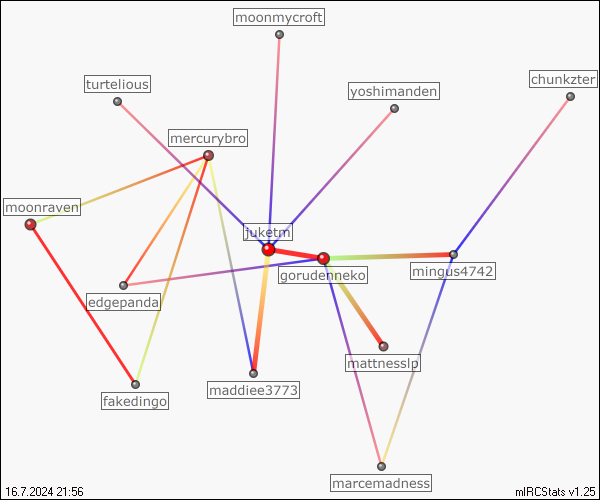 moonmycroft
turtelious
chunkzter
yoshimanden
mercurybro
moonraven
juketm
gorudenneko
mingus4742
edgepanda
mattnesslp
maddiee3773
fakedingo
marcemadness
16.7.2024 21:56
mIRCStats v1.25